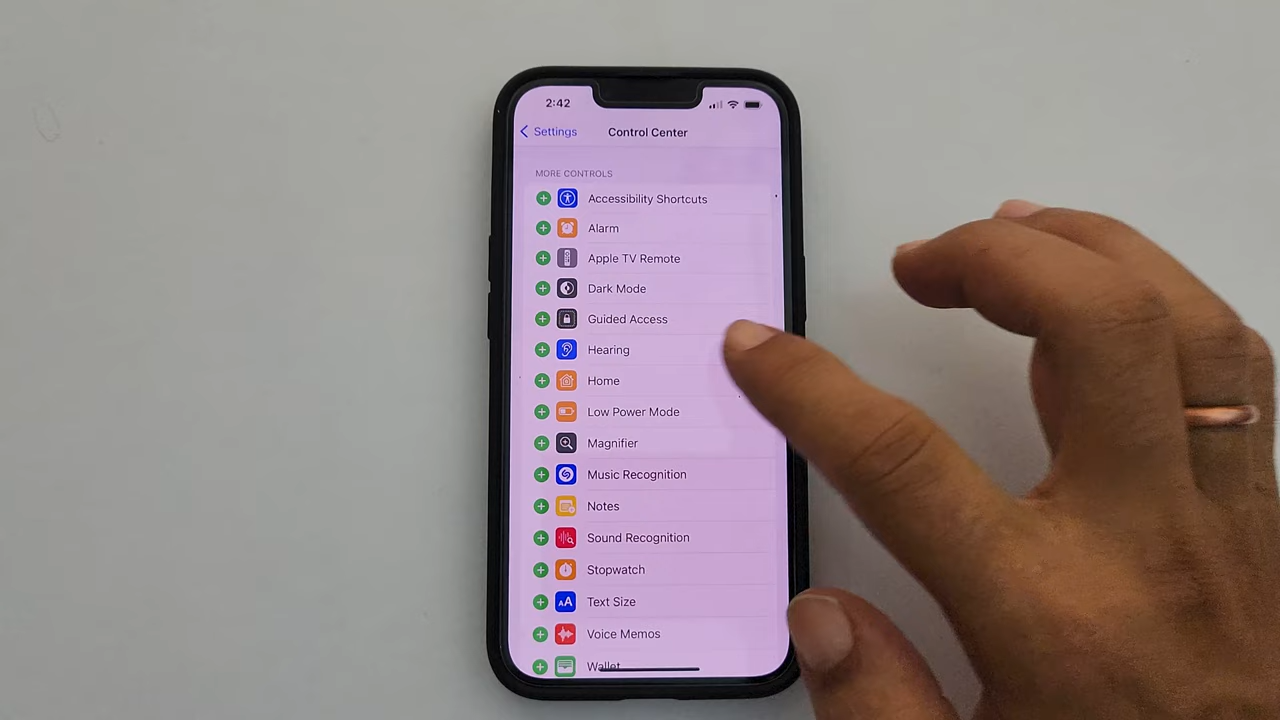 2:42
Settings
Control Center
MORE CONTROLS
Accessibility Shortcuts
Alarm
Apple TV Remote
Dark Mode
Guided Access
Hearing
Home
Low Power Mode
Magnifier
Music Recognition
Notes
Sound Recognition
Stopwatch
AA Text Size
Voice Memos
Wallet